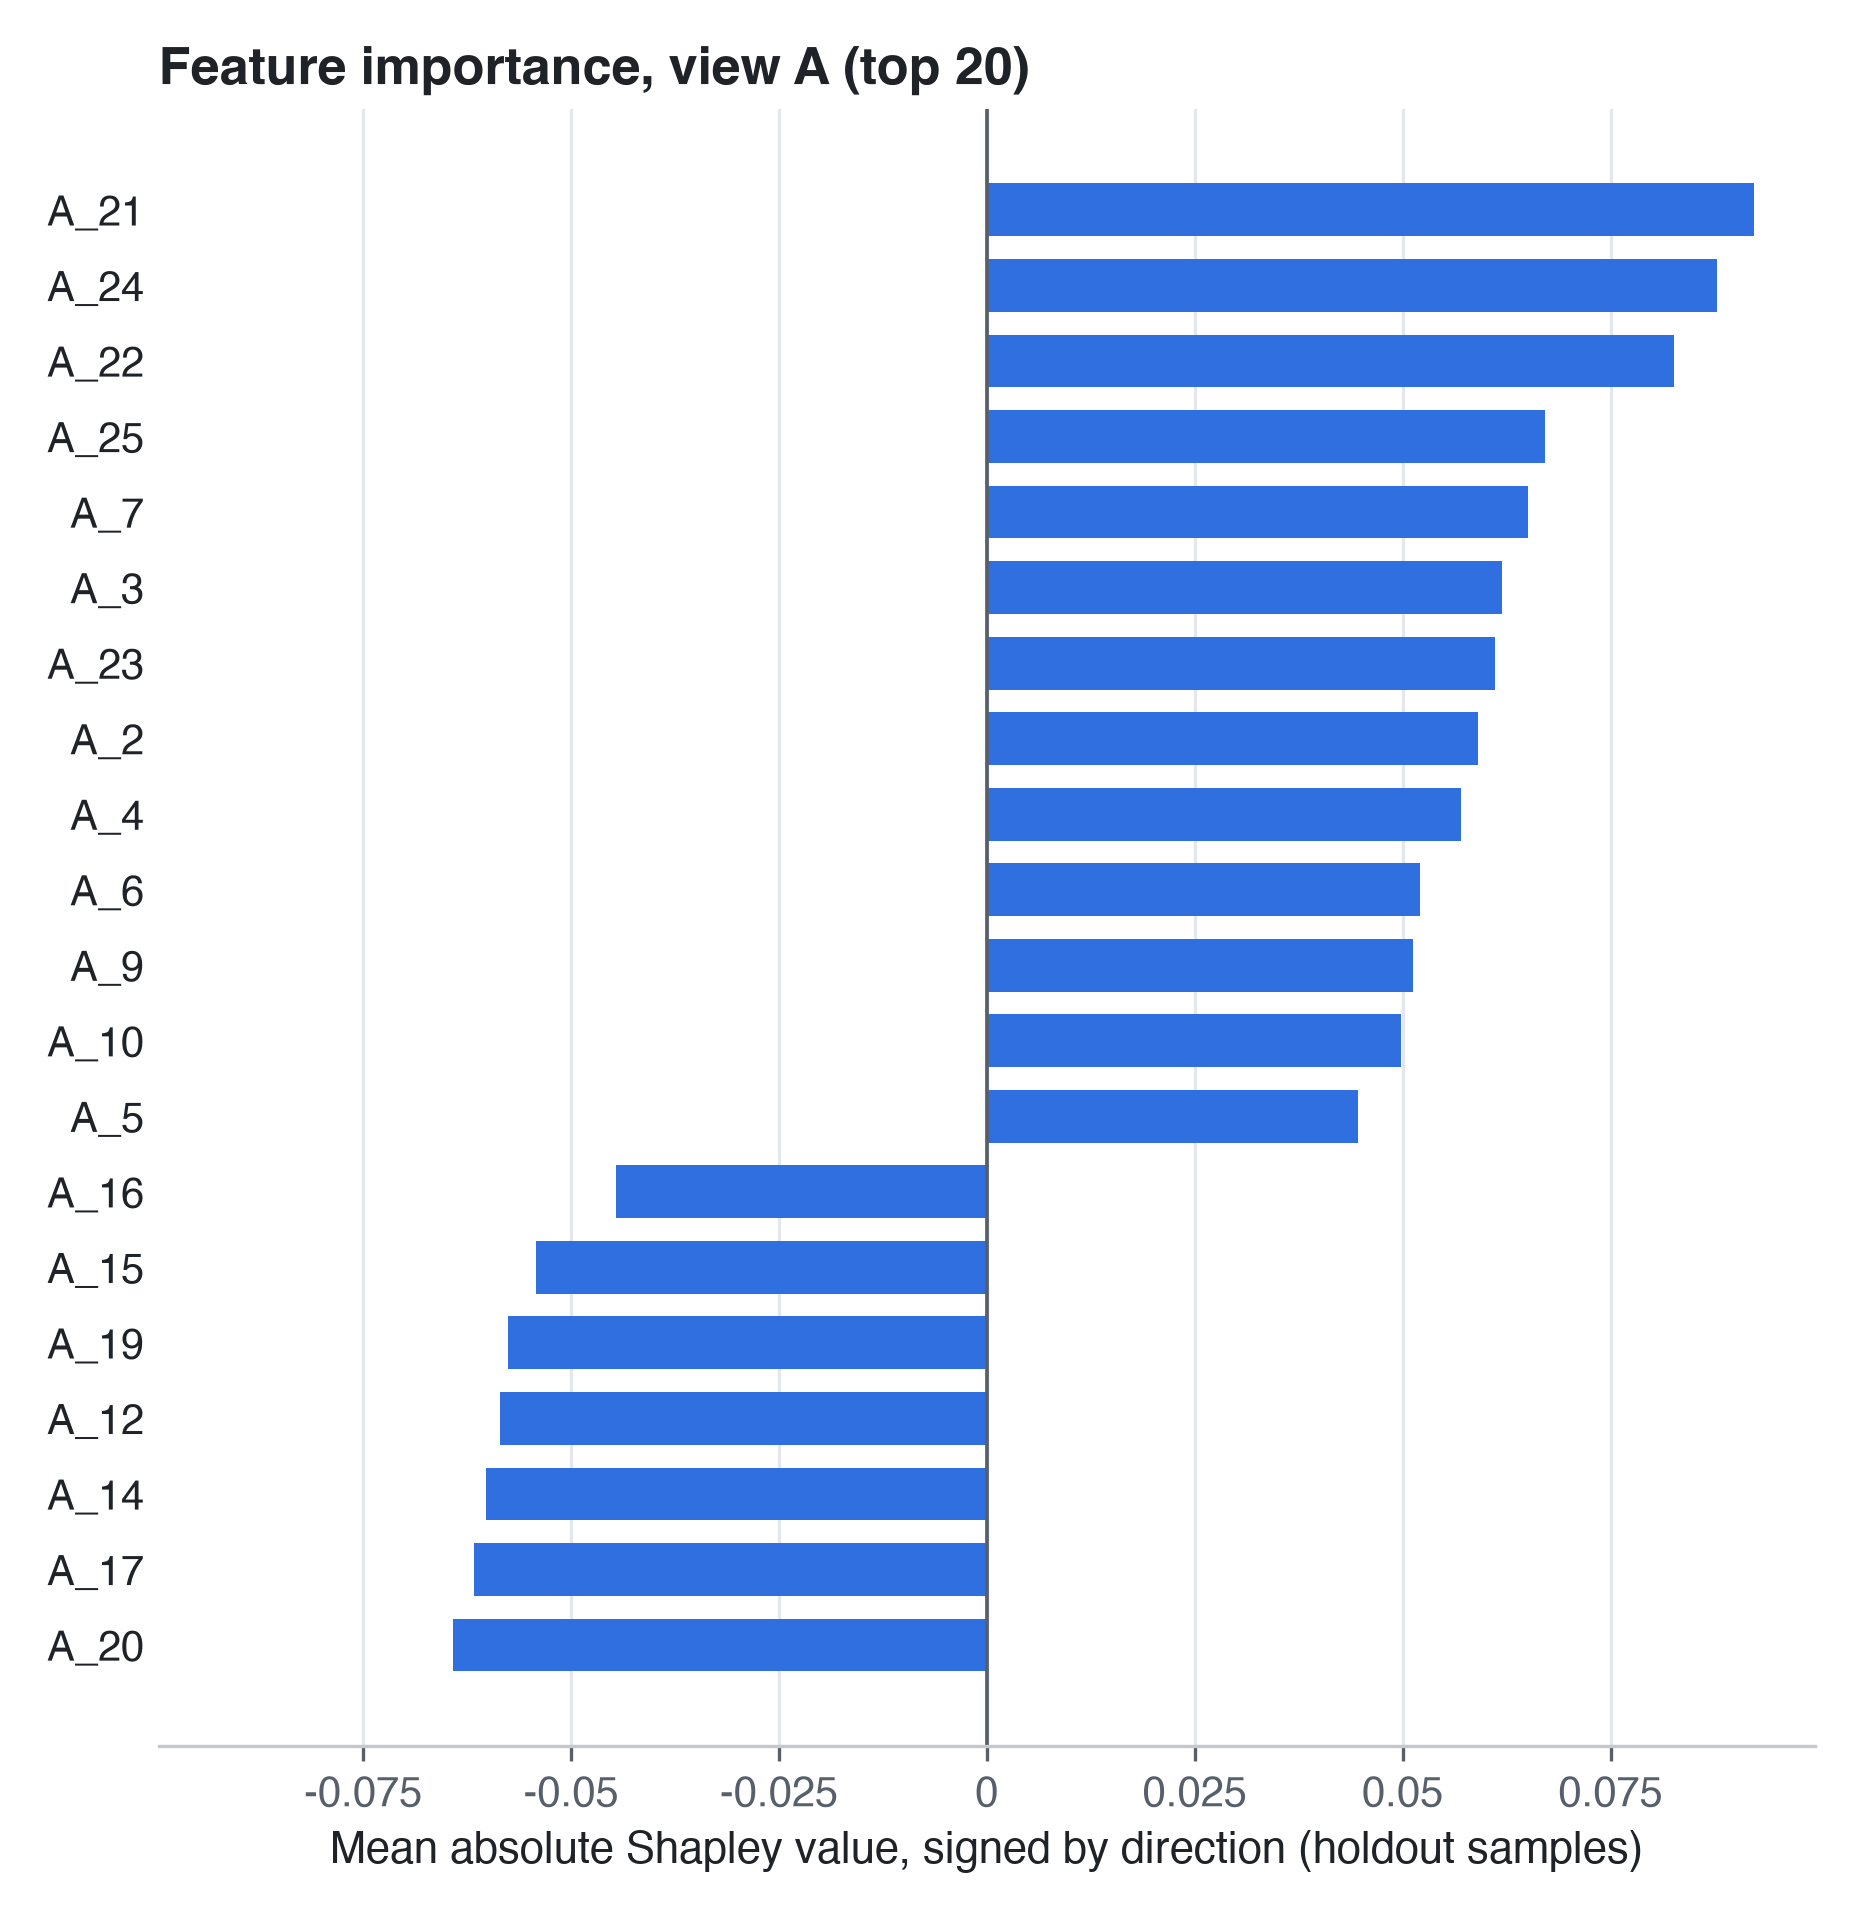 Feature importance, view A (top 20)
A_21
A_24
A_22
A_25
A_7
A_3
A_23
A_2
A_4
A_6
A_9
A_10
A_5
A_16
A_15
A_19
A_12
A_14
A_17
A_20
-0.075 -0.05 -0.025 0 0.025 0.05 0.075
Mean absolute Shapley value, signed by direction (holdout samples)